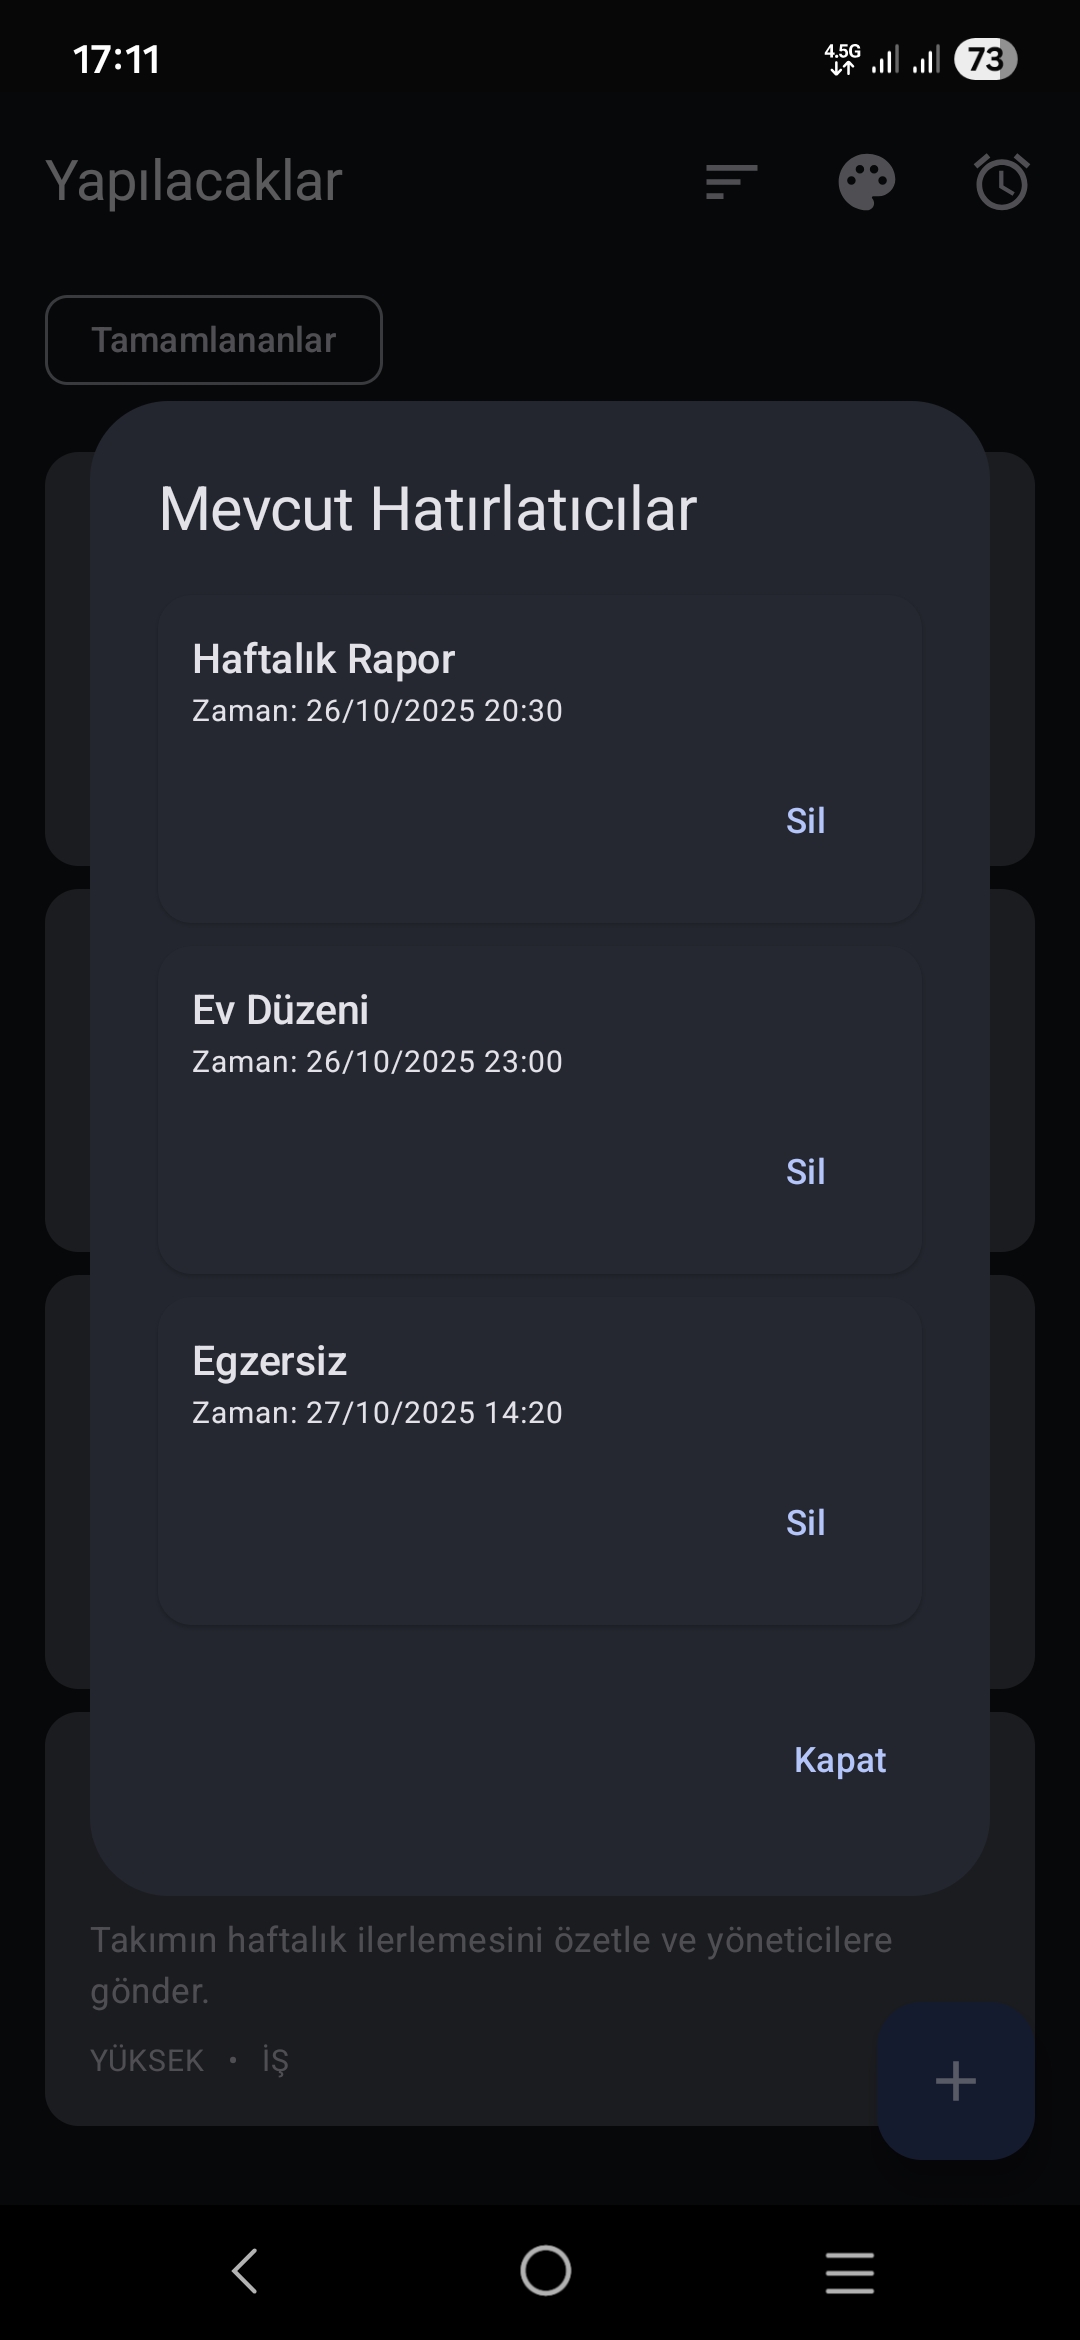 17:11
4.5G
73
Yapılacaklar
Tamamlananlar
Mevcut Hatırlatıcılar
Haftalık Rapor
Zaman: 26/10/2025 20:30
Sil
Ev Düzeni
Zaman: 26/10/2025 23:00
Sil
Egzersiz
Zaman: 27/10/2025 14:20
Sil
Kapat
Takımın haftalık ilerlemesini özetle ve yöneticilere
gönder.
YÜKSEK • İŞ